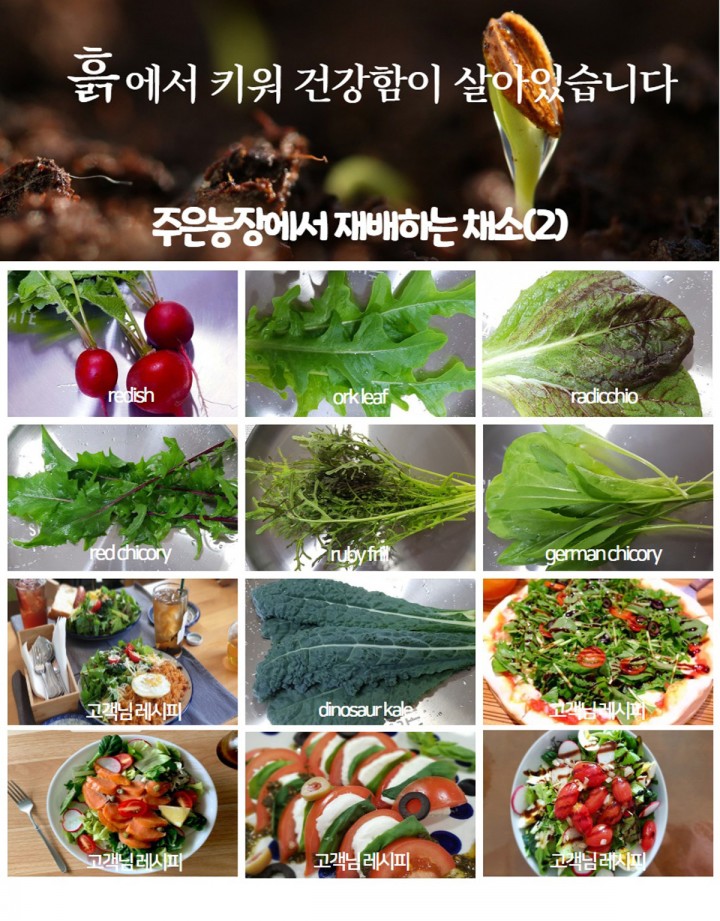 흙에서 키워 건강함이 살아있습니다
주은농장에서 재배하는 채소(2)
redish
ork leaf
radicchio
red chicory
ruby frill
german chicory
고객님 레시피
dinosaur kale
고객님 레시피
고객님 레시피
고객님 레시피
고객님 레시피